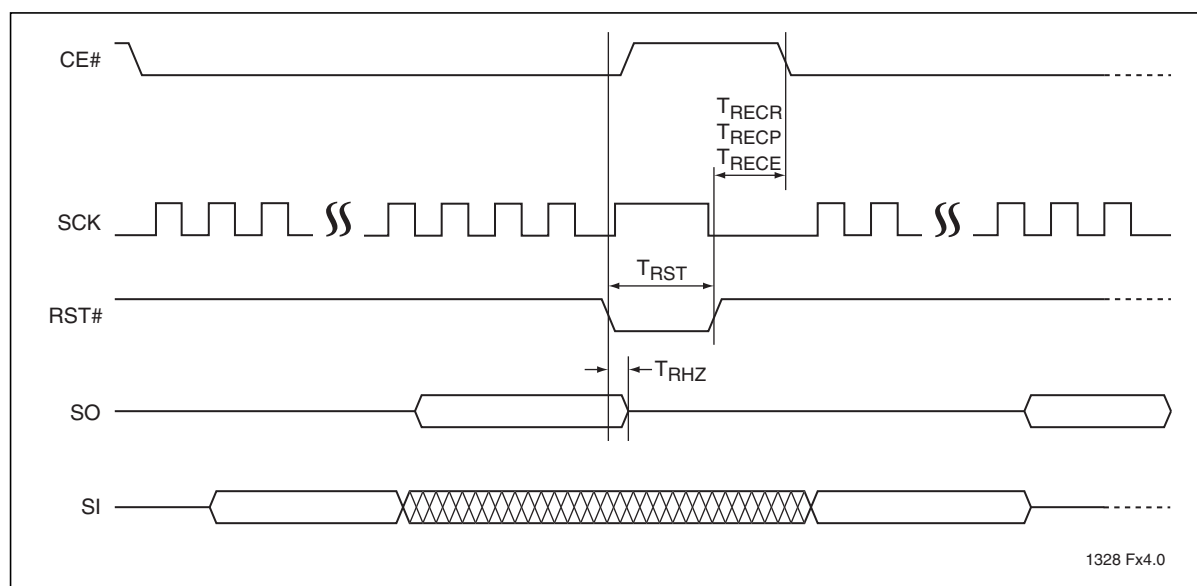 CE#
TRECR
TRECP
TRECE
SCK
TRST
RST#
TRHZ
SO
SI
1328 Fx4.0